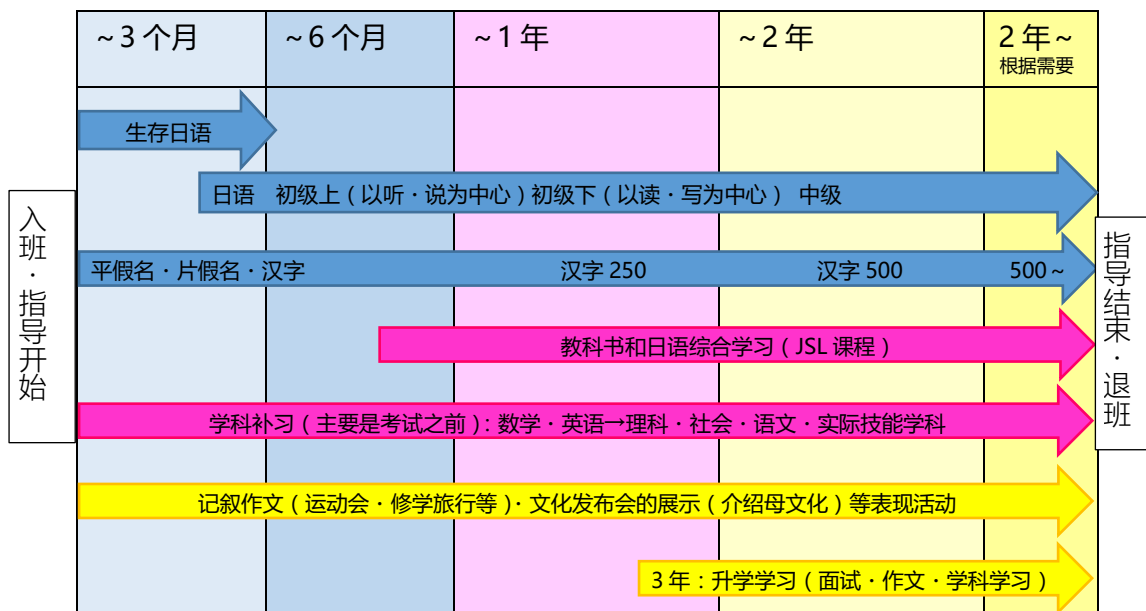 ~3个月
~6个月
~1年
~2年
2年~
根据需要
生存日语
日语 初级上(以听・说为中心)初级下(以读・写为中心) 中级
入班・指导开始
平假名・片假名・汉字
汉字 250
汉字 500
500~
指导结束・退班
教科书和日语综合学习(JSL 课程)
学科补习(主要是考试之前):数学・英语→理科・社会・语文・实际技能学科
记叙作文(运动会・修学旅行等)・文化发布会的展示(介绍母文化)等表现活动
3年:升学学习(面试・作文・学科学习)